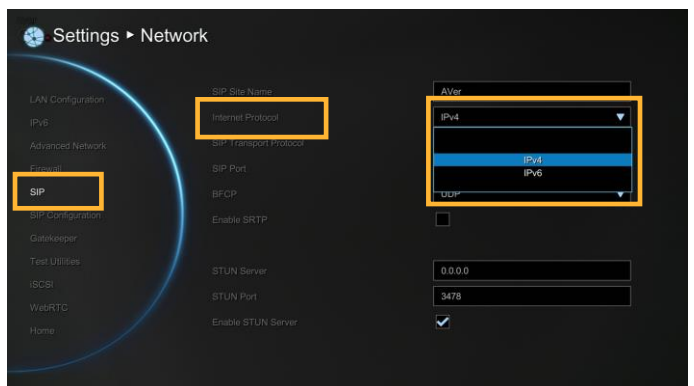 Settings ► Network
LAN Configuration
IPv6
Advanced Network
Firewall
SIP
SIP Configuration
Gatekeeper
Test Utilities
iSCSI
WebRTC
Home
SIP Site Name
AVer
Internet Protocol
IPv4
IPv4
IPv6
SIP Transport Protocol
SIP Port
BFCP
UDP
Enable SRTP
STUN Server
0.0.0.0
STUN Port
3478
Enable STUN Server